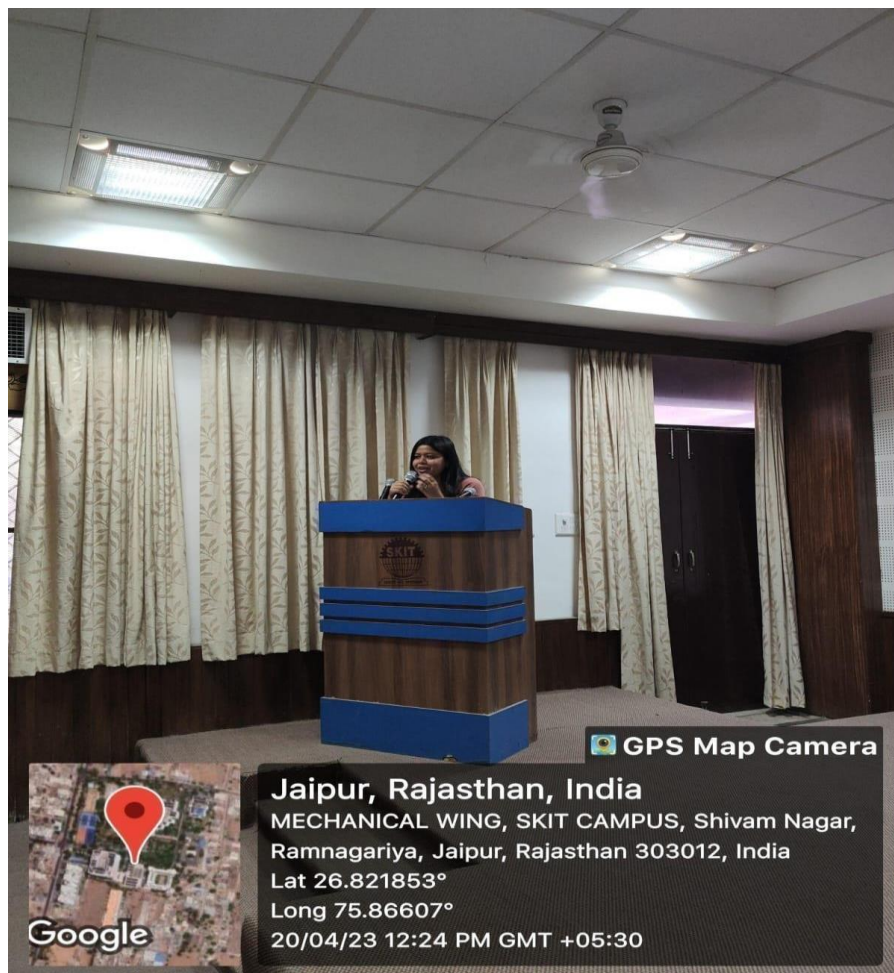 SKIT
GPS Map Camera
Jaipur, Rajasthan, India
MECHANICAL WING, SKIT CAMPUS, Shivam Nagar,
Ramnagariya, Jaipur, Rajasthan 303012, India
Lat 26.821853°
Long 75.86607°
20/04/23 12:24 PM GMT +05:30
Google